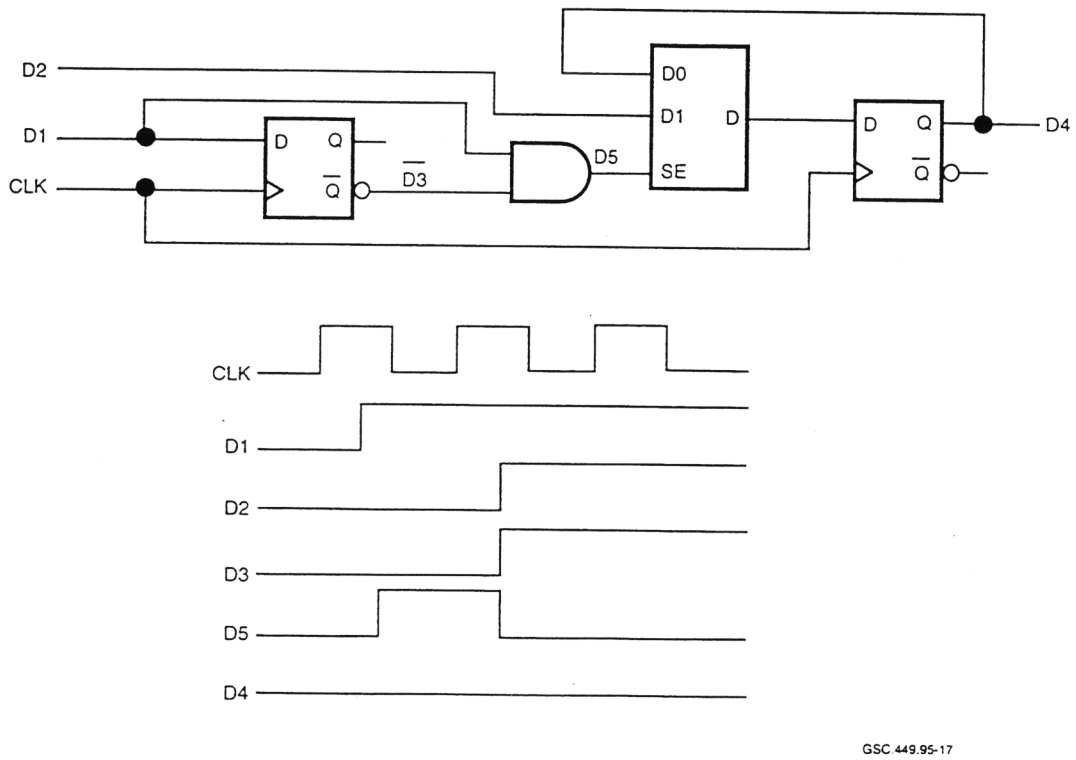 D2
D1
CLK
D Q
Q
D3
D5
D0
D1 D
SE
D Q
Q
D4
CLK
D1
D2
D3
D5
D4
GSC.449.95-17